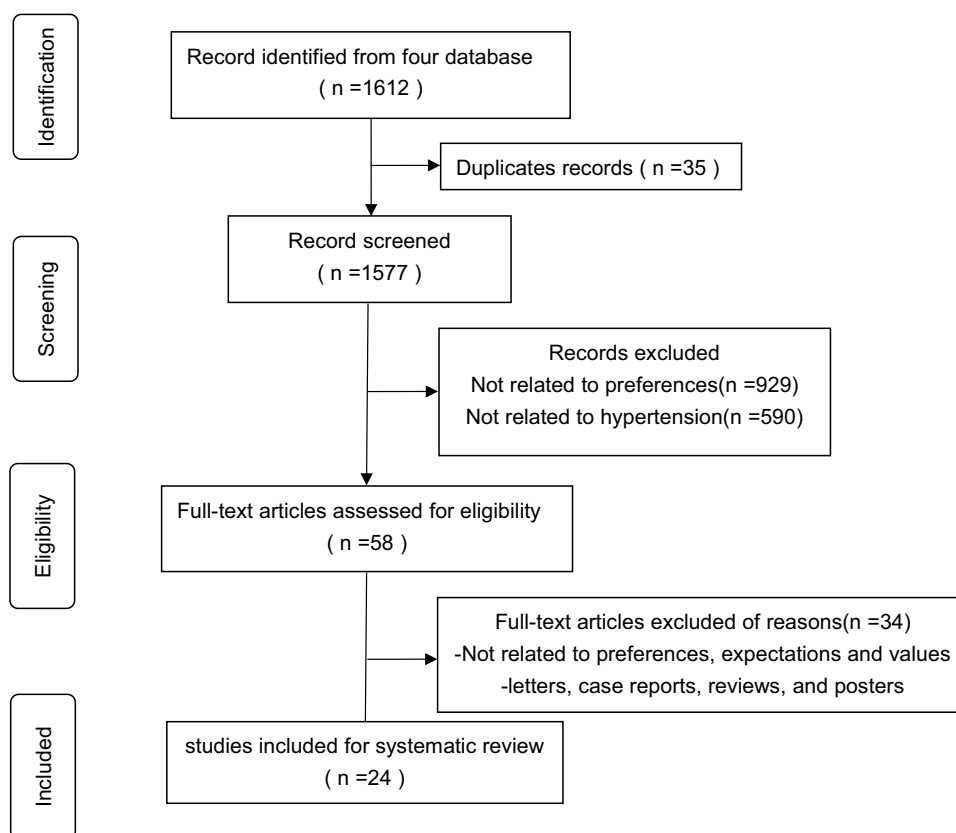 Identification
Record identified from four database
( n =1612 )
Duplicates records ( n =35 )
Screening
Record screened
( n =1577 )
Records excluded
Not related to preferences(n =929)
Not related to hypertension(n =590)
Eligibility
Full-text articles assessed for eligibility
( n =58 )
Full-text articles excluded of reasons(n =34)
-Not related to preferences, expectations and values
-letters, case reports, reviews, and posters
Included
studies included for systematic review
( n =24 )